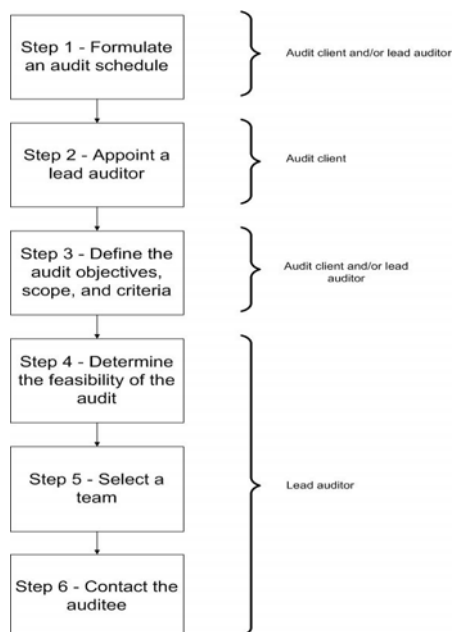 Step 1 - Formulate
an audit schedule
Audit client and/or lead auditor
Step 2 - Appoint a
lead auditor
Audit client
Step 3 - Define the
audit objectives,
scope, and criteria
Audit client and/or lead
auditor
Step 4 - Determine
the feasibility of the
audit
Step 5 - Select a
team
Lead auditor
Step 6 - Contact the
auditee